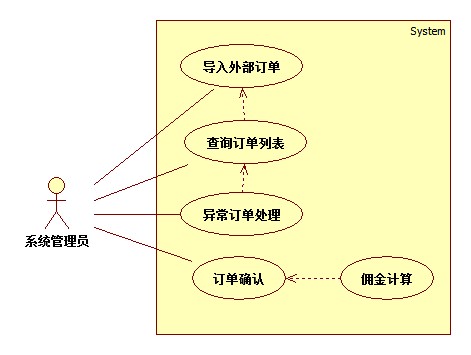 System
导入外部订单
查询订单列表
异常订单处理
系统管理员
订单确认
佣金计算